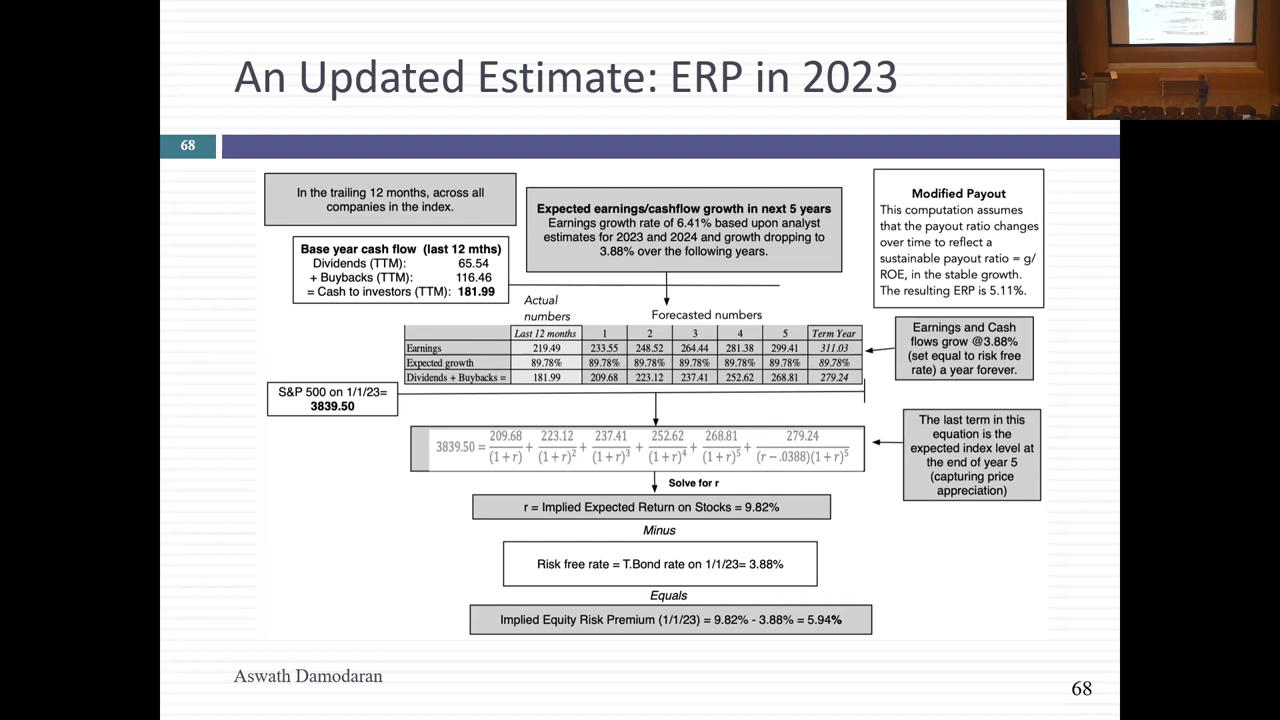 An Updated Estimate: ERP in 2023
68
In the trailing 12 months, across all
companies in the index.
Base year cash flow (last 12 mths)
Dividends (TTM): 65.54
+ Buybacks (TTM): 116.46
= Cash to investors (TTM): 181.99
Expected earnings/cashflow growth in next 5 years
Earnings growth rate of 6.41% based upon analyst
estimates for 2023 and 2024 and growth dropping to
3.88% over the following years.
Modified Payout
This computation assumes
that the payout ratio changes
over time to reflect a
sustainable payout ratio = g/
ROE, in the stable growth.
The resulting ERP is 5.11%.
Actual
numbers
Forecasted numbers
Last 12 months 1 2 3 4 5 Term Year
Earnings 219.49 233.55 248.52 264.44 281.38 299.41 311.03
Expected growth 89.78% 89.78% 89.78% 89.78% 89.78% 89.78% 89.78%
Dividends + Buybacks = 181.99 209.68 223.12 237.41 252.62 268.81 279.24
Earnings and Cash
flows grow @3.88%
(set equal to risk free
rate) a year forever.
S&P 500 on 1/1/23=
3839.50
3839.50 = 209.68/(1+r) + 223.12/(1+r)² + 237.41/(1+r)³ + 252.62/(1+r)⁴ + 268.81/(1+r)⁵ + 279.24/(r−.0388)(1+r)⁵
The last term in this
equation is the
expected index level at
the end of year 5
(capturing price
appreciation)
Solve for r
r = Implied Expected Return on Stocks = 9.82%
Minus
Risk free rate = T.Bond rate on 1/1/23= 3.88%
Equals
Implied Equity Risk Premium (1/1/23) = 9.82% - 3.88% = 5.94%
Aswath Damodaran
68